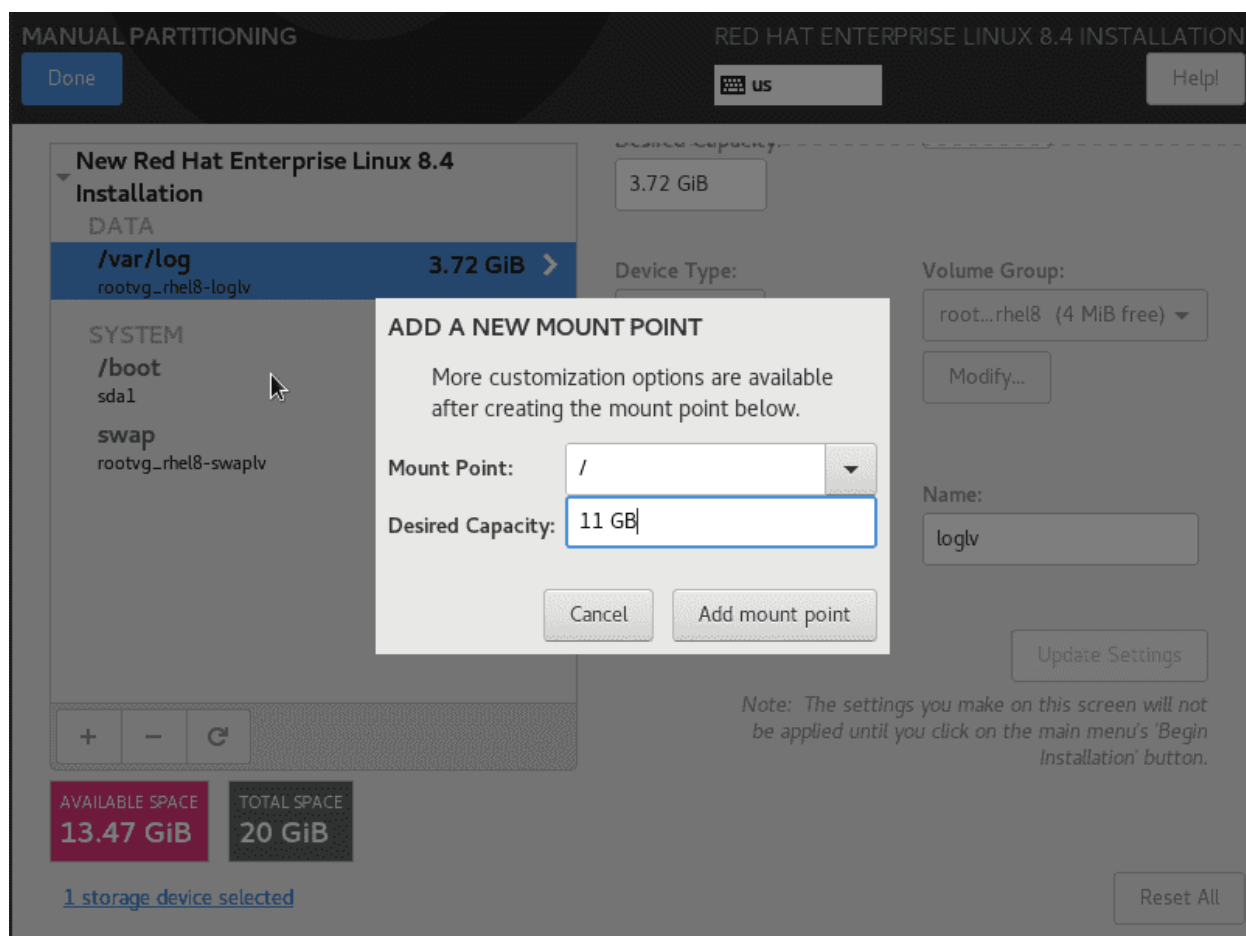 MANUAL PARTITIONING
RED HAT ENTERPRISE LINUX 8.4 INSTALLATION
Done
us
Help!
New Red Hat Enterprise Linux 8.4
Installation
DATA
/var/log
3.72 GiB
rootvg_rhel8-loglv
SYSTEM
/boot
sda1
swap
rootvg_rhel8-swaplv
Desired Capacity:
3.72 GiB
Device Type:
Volume Group:
root...rhel8 (4 MiB free)
Modify...
ADD A NEW MOUNT POINT
More customization options are available
after creating the mount point below.
Mount Point:
/
Desired Capacity:
11 GB
Cancel
Add mount point
Name:
loglv
Update Settings
Note: The settings you make on this screen will not
be applied until you click on the main menu's 'Begin
Installation' button.
+
−
AVAILABLE SPACE
13.47 GiB
TOTAL SPACE
20 GiB
1 storage device selected
Reset All